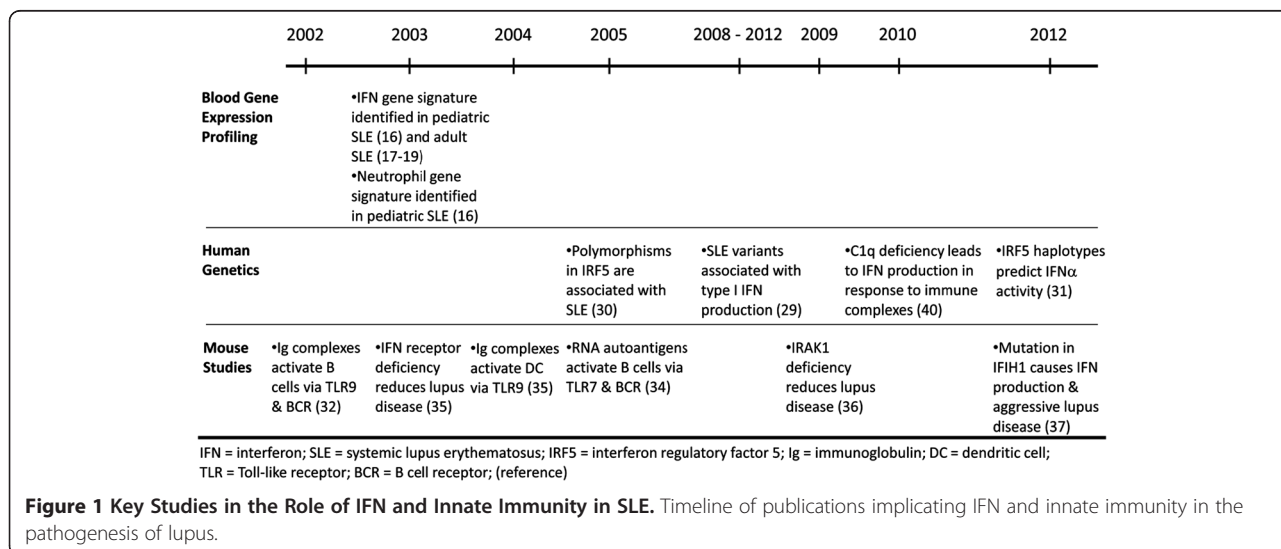 2002 2003 2004 2005 2008 - 2012 2009 2010 2012
Blood Gene
Expression
Profiling
•IFN gene signature
identified in pediatric
SLE (16) and adult
SLE (17-19)
•Neutrophil gene
signature identified
in pediatric SLE (16)
Human
Genetics
•Polymorphisms
in IRF5 are
associated with
SLE (30)
•SLE variants
associated with
type I IFN
production (29)
•C1q deficiency leads
to IFN production in
response to immune
complexes (40)
•IRF5 haplotypes
predict IFNα
activity (31)
Mouse
Studies
•Ig complexes
activate B
cells via TLR9
& BCR (32)
•IFN receptor
deficiency
reduces lupus
disease (35)
•Ig complexes
activate DC
via TLR9 (35)
•RNA autoantigens
activate B cells via
TLR7 & BCR (34)
•IRAK1
deficiency
reduces lupus
disease (36)
•Mutation in
IFIH1 causes IFN
production &
aggressive lupus
disease (37)
IFN = interferon; SLE = systemic lupus erythematosus; IRF5 = interferon regulatory factor 5; Ig = immunoglobulin; DC = dendritic cell;
TLR = Toll-like receptor; BCR = B cell receptor; (reference)
Figure 1 Key Studies in the Role of IFN and Innate Immunity in SLE. Timeline of publications implicating IFN and innate immunity in the
pathogenesis of lupus.